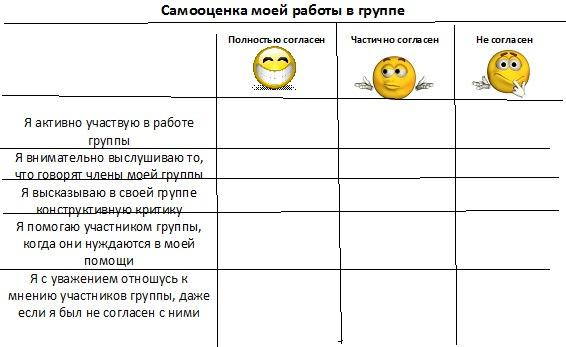 Самооценка моей работы в группе
Полностью согласен
Частично согласен
Не согласен
Я активно участвую в работе
группы
Я внимательно выслушиваю то,
что говорят члены моей группы
Я высказываю в своей группе
конструктивную критику
Я помогаю участником группы,
когда они нуждаются в моей
помощи
Я с уважением отношусь к
мнению участников группы, даже
если я был не согласен с ними